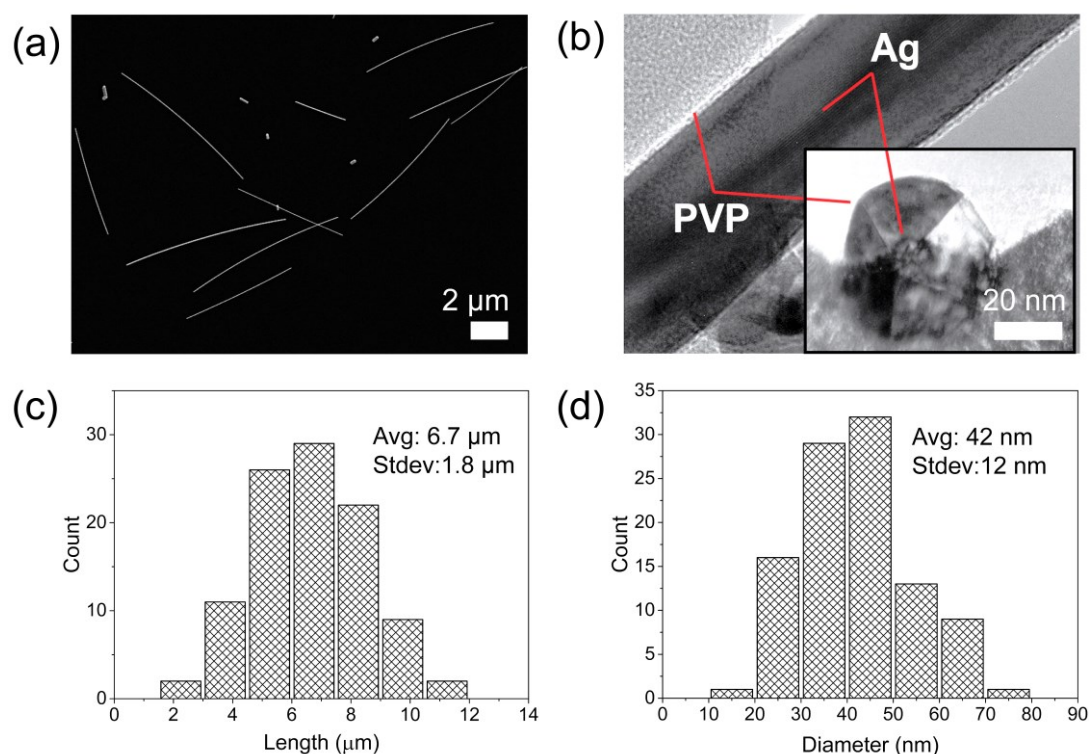 (a)
2 μm
(b)
Ag
PVP
20 nm
(c)
Avg: 6.7 μm
Stdev:1.8 μm
30
20
10
0
Count
0 2 4 6 8 10 12 14
Length (μm)
(d)
Avg: 42 nm
Stdev:12 nm
35
30
25
20
15
10
5
0
Count
0 10 20 30 40 50 60 70 80 90
Diameter (nm)